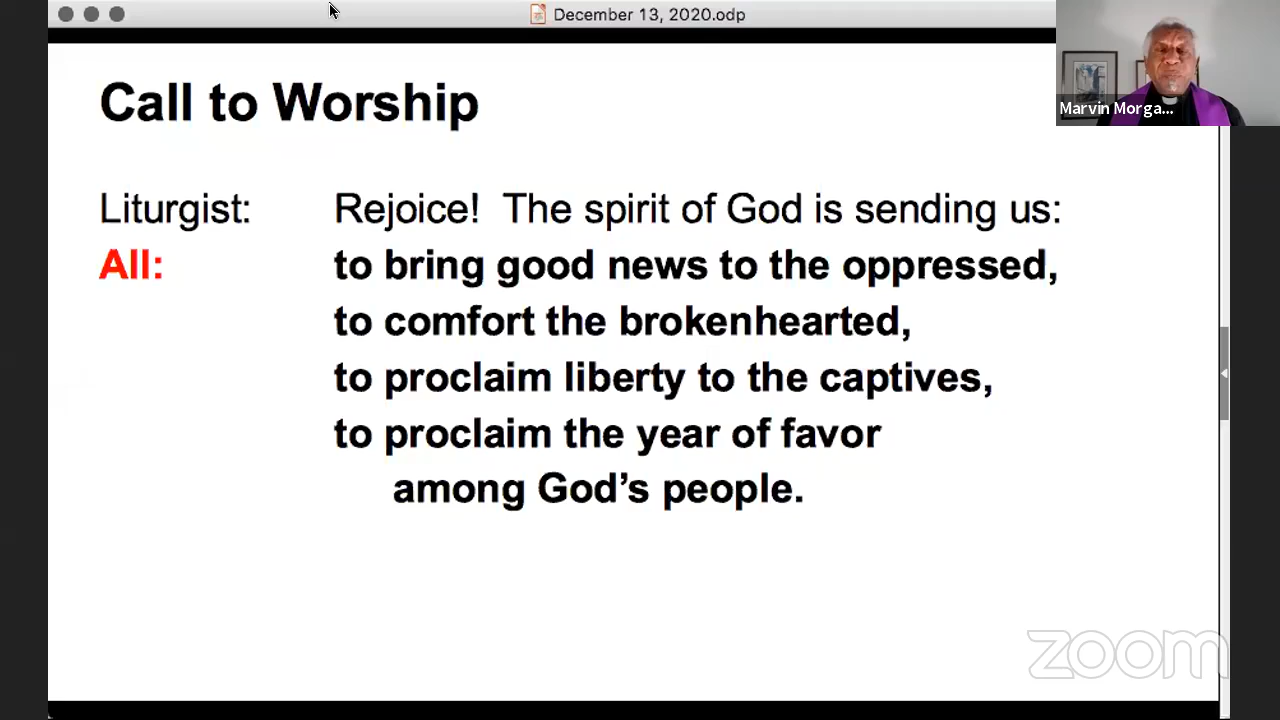 December 13, 2020.odp
Marvin Morga...
Call to Worship
Liturgist: Rejoice! The spirit of God is sending us:
All: to bring good news to the oppressed,
to comfort the brokenhearted,
to proclaim liberty to the captives,
to proclaim the year of favor
among God’s people.
zoom